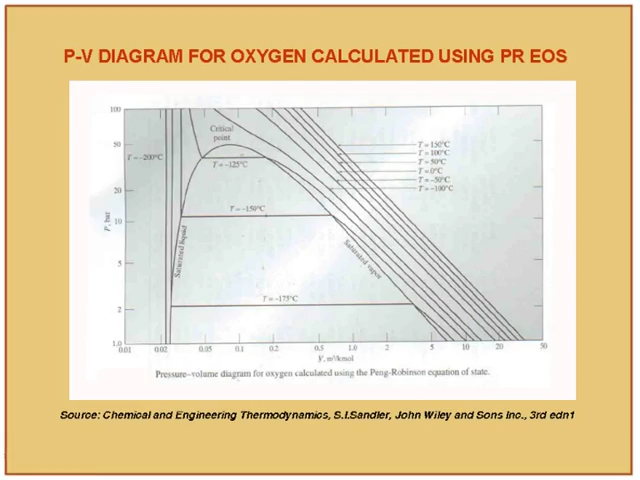 P-V DIAGRAM FOR OXYGEN CALCULATED USING PR EOS
100
50
20
10
5
2
1.0
P, bar
Critical
point
T = -200°C
T = -125°C
T = -150°C
T = -175°C
Saturated liquid
Saturated vapor
T = 150°C
T = 100°C
T = 50°C
T = 0°C
T = -50°C
T = -100°C
0.01 0.02 0.05 0.1 0.2 0.5 1.0 2 5 10 20 50
V, m³/kmol
Pressure-volume diagram for oxygen calculated using the Peng-Robinson equation of state.
Source: Chemical and Engineering Thermodynamics, S.I.Sandler, John Wiley and Sons Inc., 3rd edn1